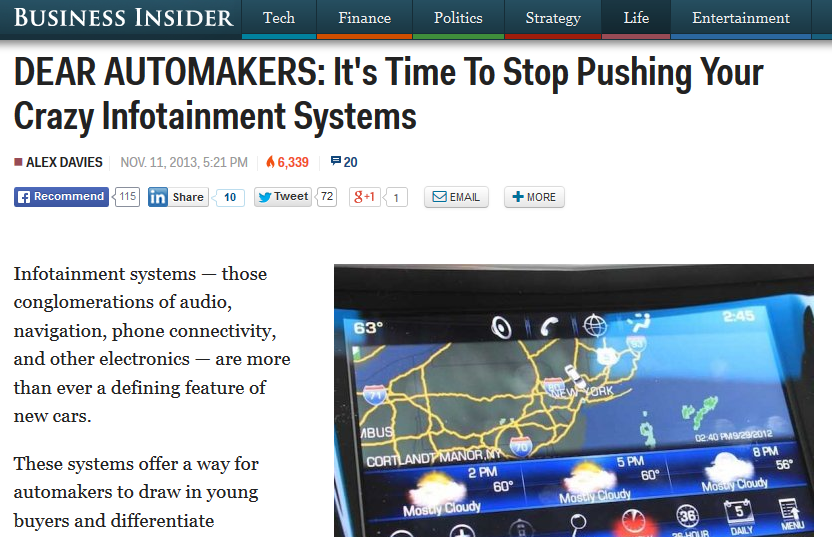 BUSINESS INSIDER
Tech
Finance
Politics
Strategy
Life
Entertainment
DEAR AUTOMAKERS: It's Time To Stop Pushing Your
Crazy Infotainment Systems
ALEX DAVIES
NOV. 11, 2013, 5:21 PM
6,339
20
Recommend
115
Share
10
Tweet
72
g+1
1
EMAIL
MORE
Infotainment systems — those
conglomerations of audio,
navigation, phone connectivity,
and other electronics — are more
than ever a defining feature of
new cars.
These systems offer a way for
automakers to draw in young
buyers and differentiate
63°
2:45
NEW YORK
MBUS
70
02:40 PM 9/29/2012
CORTLANDT MANOR, NY
2 PM
60°
Mostly Cloudy
5 PM
60°
Mostly Cloudy
8 PM
56°
Mostly Cloudy
36
36 HOUR
5
DAILY
MENU